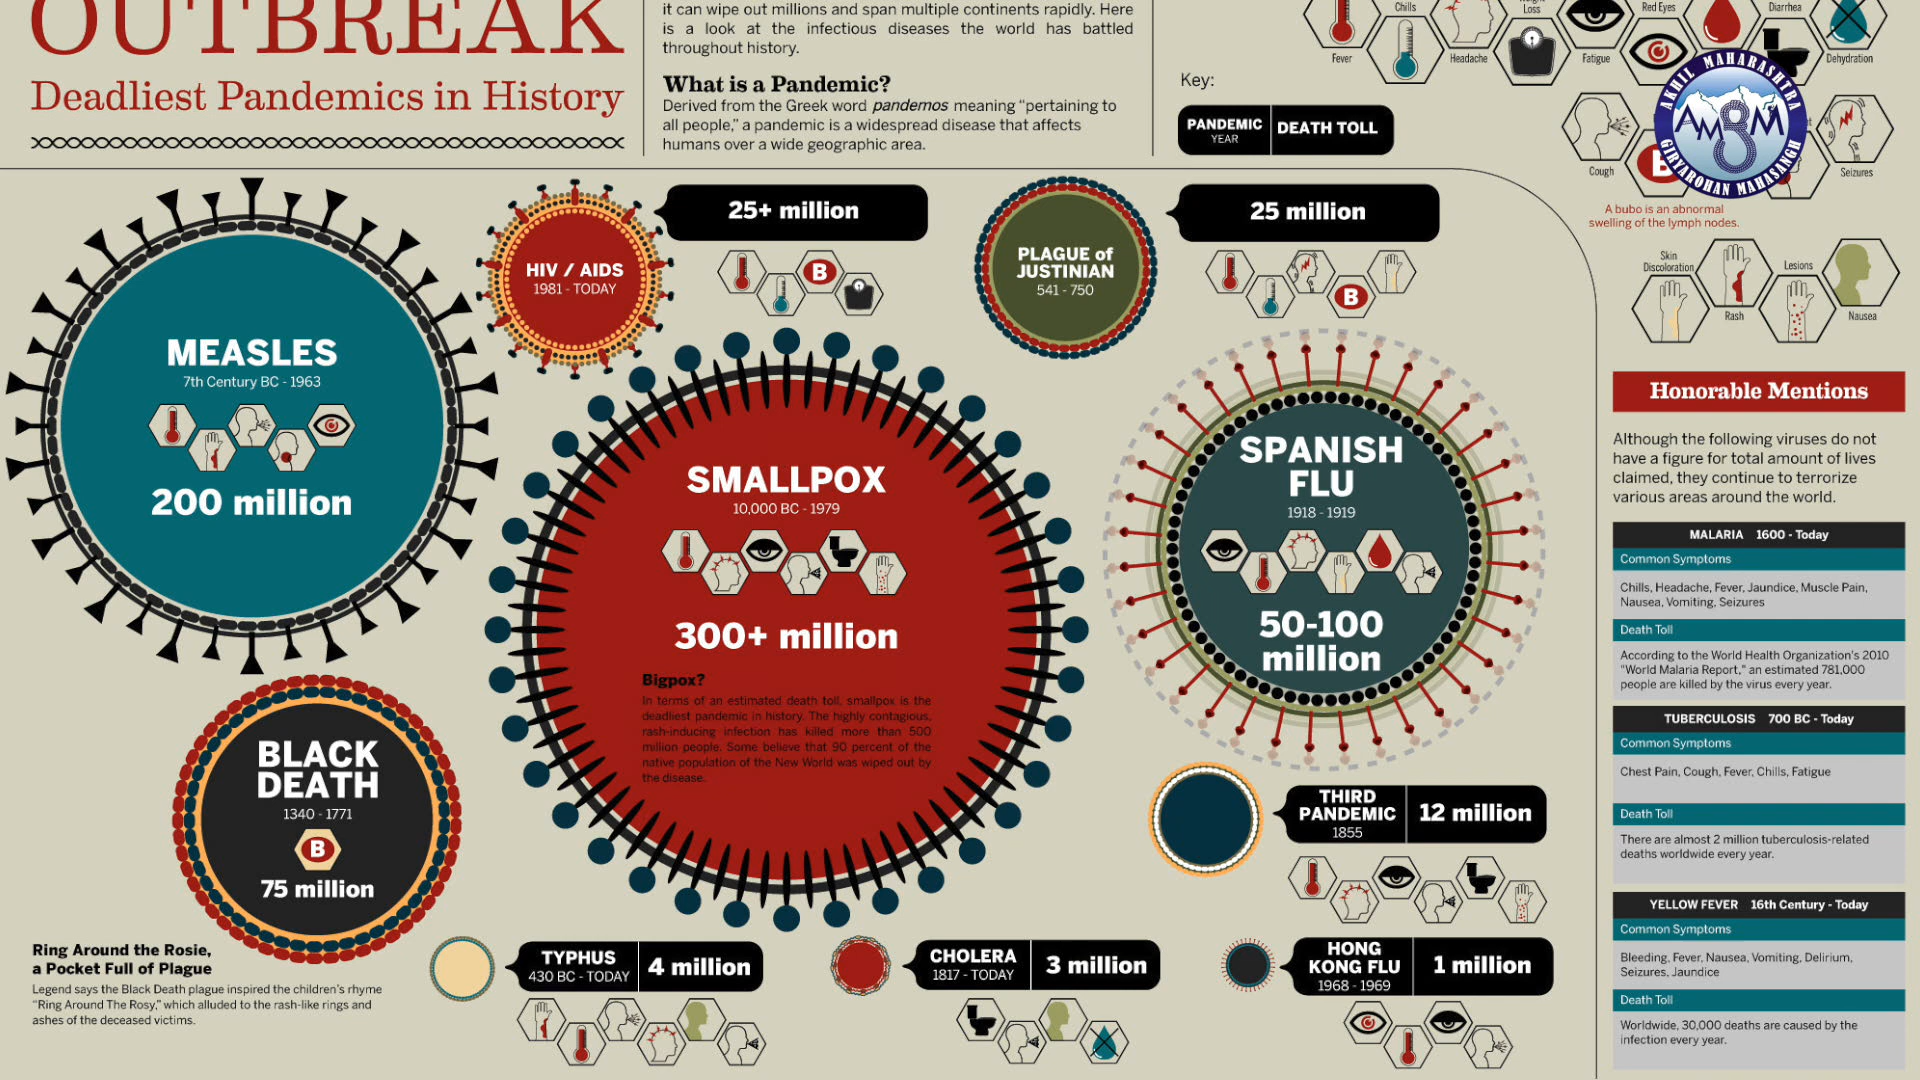 OUTBREAK
Deadliest Pandemics in History
it can wipe out millions and span multiple continents rapidly. Here
is a look at the infectious diseases the world has battled
throughout history.
What is a Pandemic?
Derived from the Greek word pandemos meaning "pertaining to
all people," a pandemic is a widespread disease that affects
humans over a wide geographic area.
Key:
PANDEMIC
YEAR
DEATH TOLL
Fever
Chills
Headache
Loss
Fatigue
Red Eyes
Diarrhea
Dehydration
Cough
B
Seizures
AKHIL MAHARASHTRA
AMGM
GIRYAROHAN MAHASANGH
A bubo is an abnormal
swelling of the lymph nodes.
Skin
Discoloration
Rash
Lesions
Nausea
MEASLES
7th Century BC - 1963
200 million
HIV / AIDS
1981 - TODAY
25+ million
B
PLAGUE of
JUSTINIAN
541 - 750
25 million
B
SMALLPOX
10,000 BC - 1979
300+ million
Bigpox?
In terms of an estimated death toll, smallpox is the
deadliest pandemic in history. The highly contagious,
rash-inducing infection has killed more than 500
million people. Some believe that 90 percent of the
native population of the New World was wiped out by
the disease.
SPANISH
FLU
1918 - 1919
50-100
million
BLACK
DEATH
1340 - 1771
B
75 million
Ring Around the Rosie,
a Pocket Full of Plague
Legend says the Black Death plague inspired the children's rhyme
"Ring Around The Rosy," which alluded to the rash-like rings and
ashes of the deceased victims.
THIRD
PANDEMIC
1855
12 million
TYPHUS
430 BC - TODAY
4 million
CHOLERA
1817 - TODAY
3 million
HONG
KONG FLU
1968 - 1969
1 million
Honorable Mentions
Although the following viruses do not
have a figure for total amount of lives
claimed, they continue to terrorize
various areas around the world.
MALARIA 1600 - Today
Common Symptoms
Chills, Headache, Fever, Jaundice, Muscle Pain,
Nausea, Vomiting, Seizures
Death Toll
According to the World Health Organization's 2010
"World Malaria Report," an estimated 781,000
people are killed by the virus every year.
TUBERCULOSIS 700 BC - Today
Common Symptoms
Chest Pain, Cough, Fever, Chills, Fatigue
Death Toll
There are almost 2 million tuberculosis-related
deaths worldwide every year.
YELLOW FEVER 16th Century - Today
Common Symptoms
Bleeding, Fever, Nausea, Vomiting, Delirium,
Seizures, Jaundice
Death Toll
Worldwide, 30,000 deaths are caused by the
infection every year.